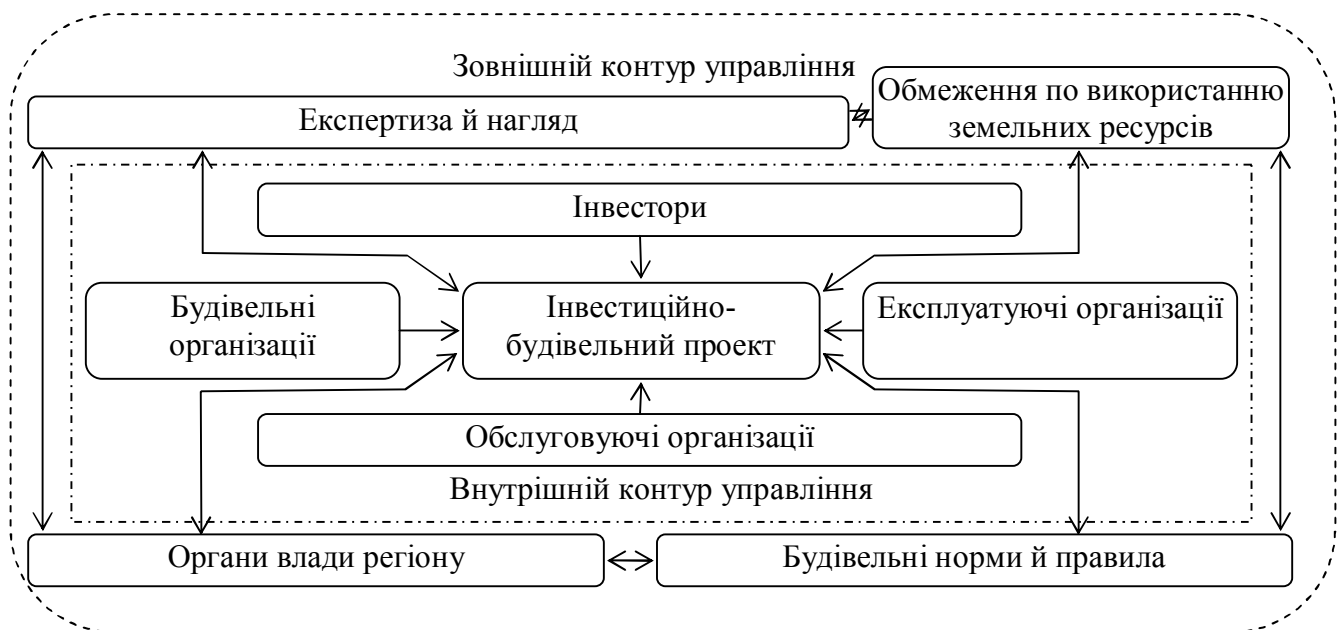 Зовнішній контур управління
Експертиза й нагляд
Обмеження по використанню
земельних ресурсів
Інвестори
Будівельні
організації
Інвестиційно-
будівельний проект
Експлуатуючі організації
Обслуговуючі організації
Внутрішній контур управління
Органи влади регіону
Будівельні норми й правила